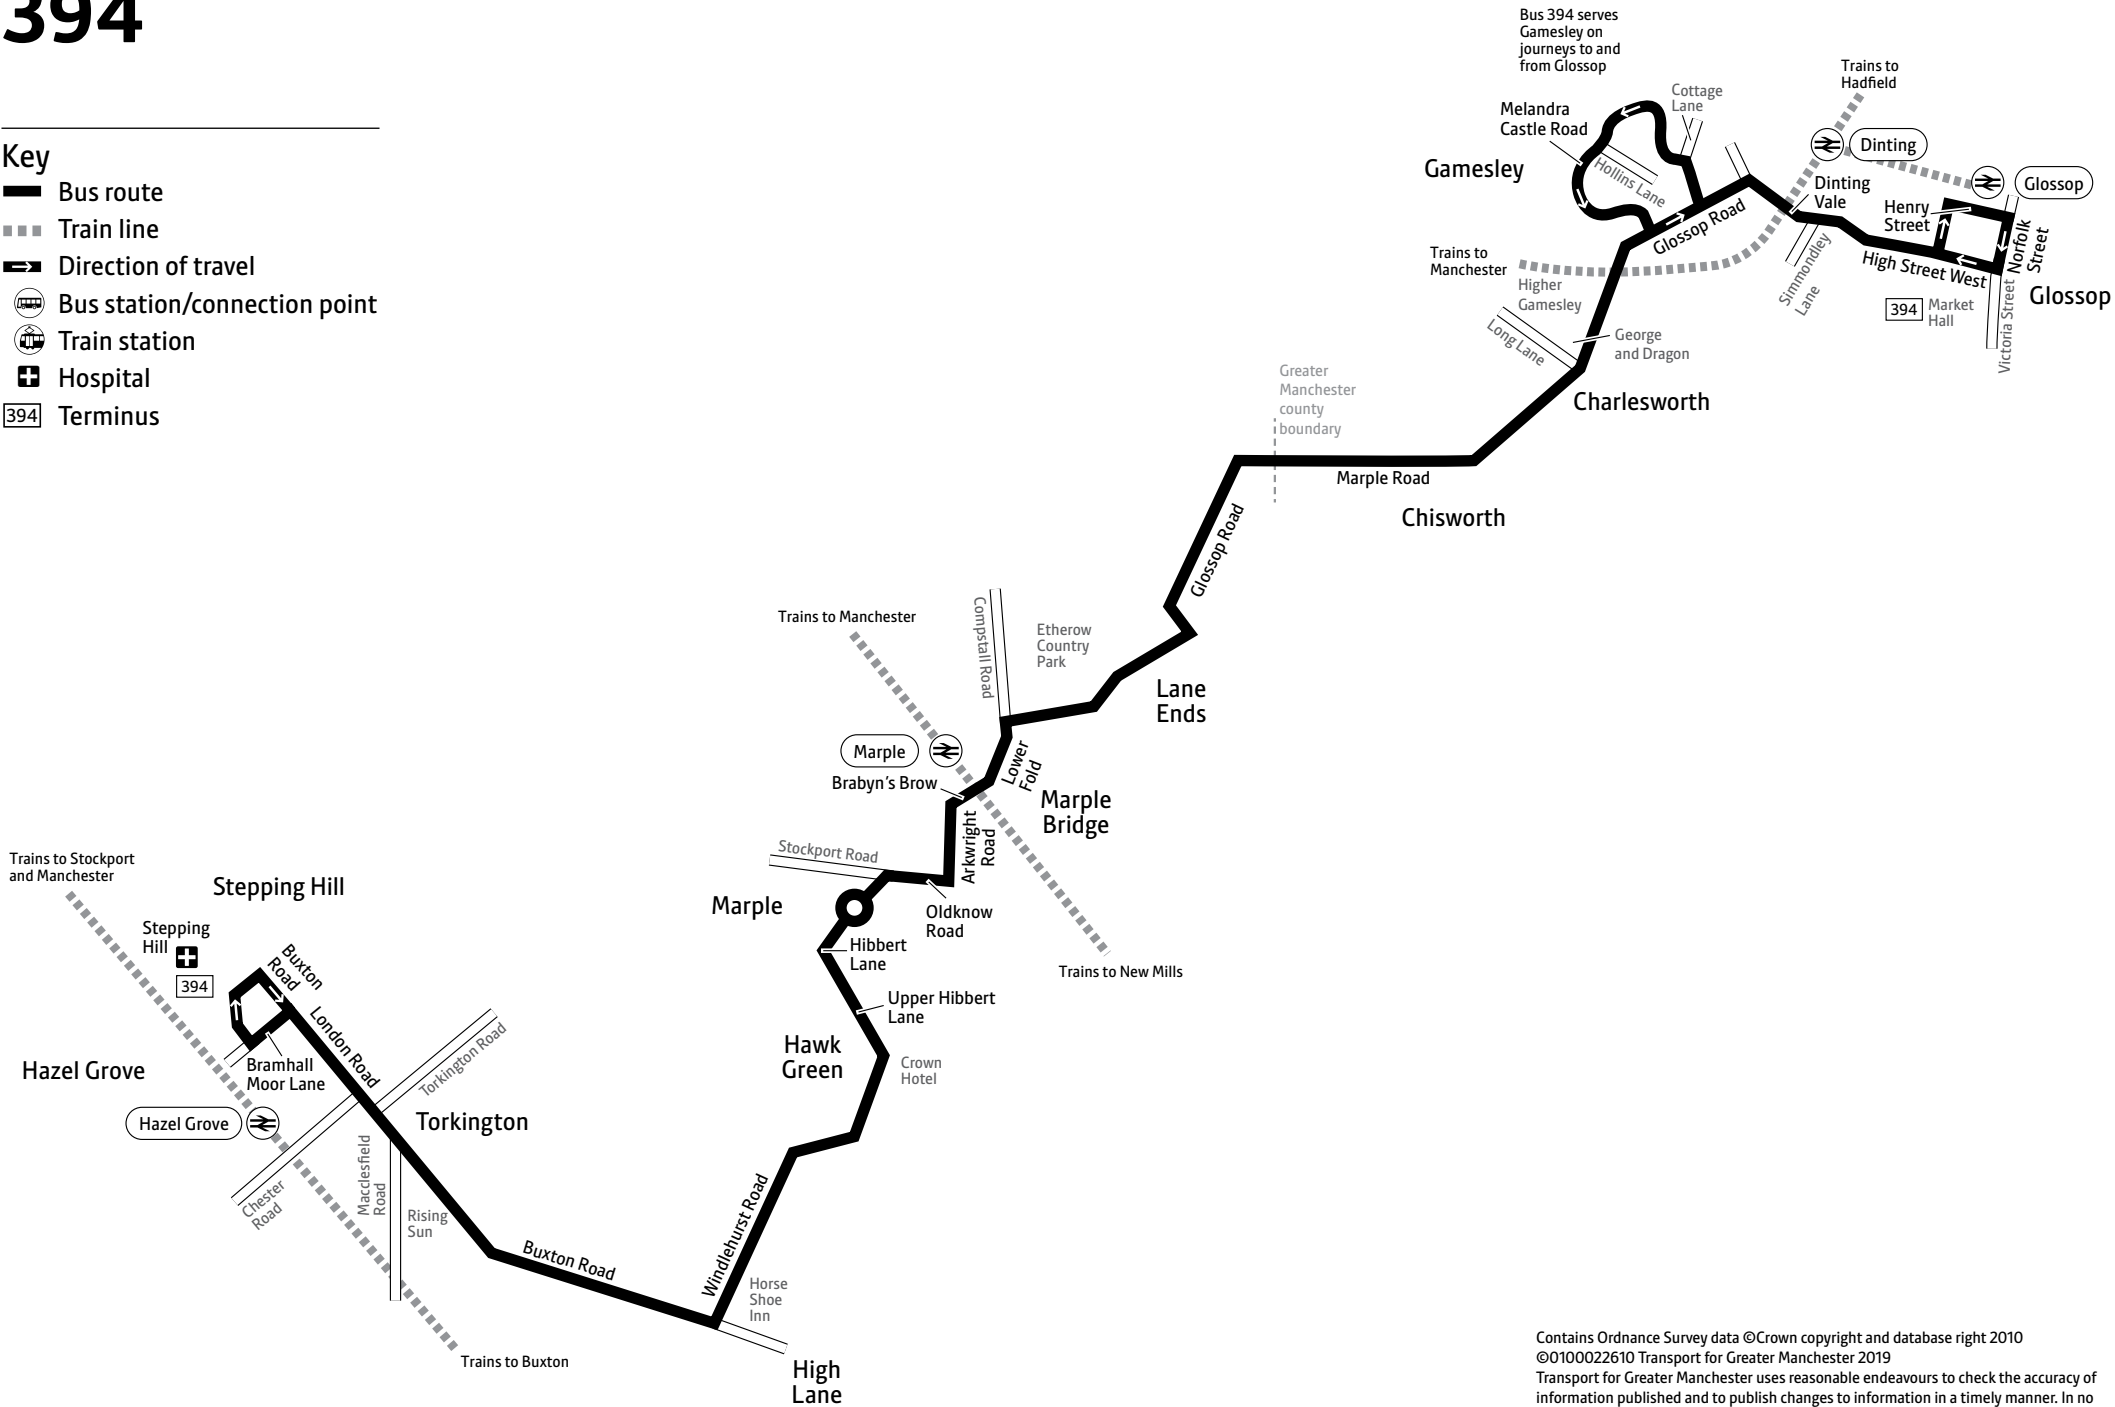 394
Key
Bus route
Train line
Direction of travel
Bus station/connection point
Train station
Hospital
394 Terminus
Bus 394 serves
Gamesley on
journeys to and
from Glossop
Trains to
Hadfield
Cottage
Lane
Melandra
Castle Road
Dinting
Gamesley
Hollins Lane
Glossop
Dinting
Vale
Henry
Street
Norfolk
Street
Glossop Road
Trains to
Manchester
High Street West
Simmondley
Lane
Higher
Gamesley
Glossop
394
Market
Hall
Victoria Street
Long Lane
George
and Dragon
Charlesworth
Greater
Manchester
county
boundary
Marple Road
Chisworth
Glossop Road
Trains to Manchester
Compstall Road
Etherow
Country
Park
Lane
Ends
Marple
Lower
Fold
Brabyn's Brow
Marple
Bridge
Arkwright
Road
Stockport Road
Marple
Oldknow
Road
Hibbert
Lane
Trains to New Mills
Upper Hibbert
Lane
Hawk
Green
Crown
Hotel
Trains to Stockport
and Manchester
Stepping Hill
Stepping
Hill
394
Buxton
Road
London Road
Torkington Road
Bramhall
Moor Lane
Hazel Grove
Hazel Grove
Torkington
Chester
Road
Macclesfield
Road
Rising
Sun
Buxton Road
Windlehurst Road
Horse
Shoe
Inn
Trains to Buxton
High
Lane
Contains Ordnance Survey data ©Crown copyright and database right 2010
©0100022610 Transport for Greater Manchester 2019
Transport for Greater Manchester uses reasonable endeavours to check the accuracy of
information published and to publish changes to information in a timely manner. In no